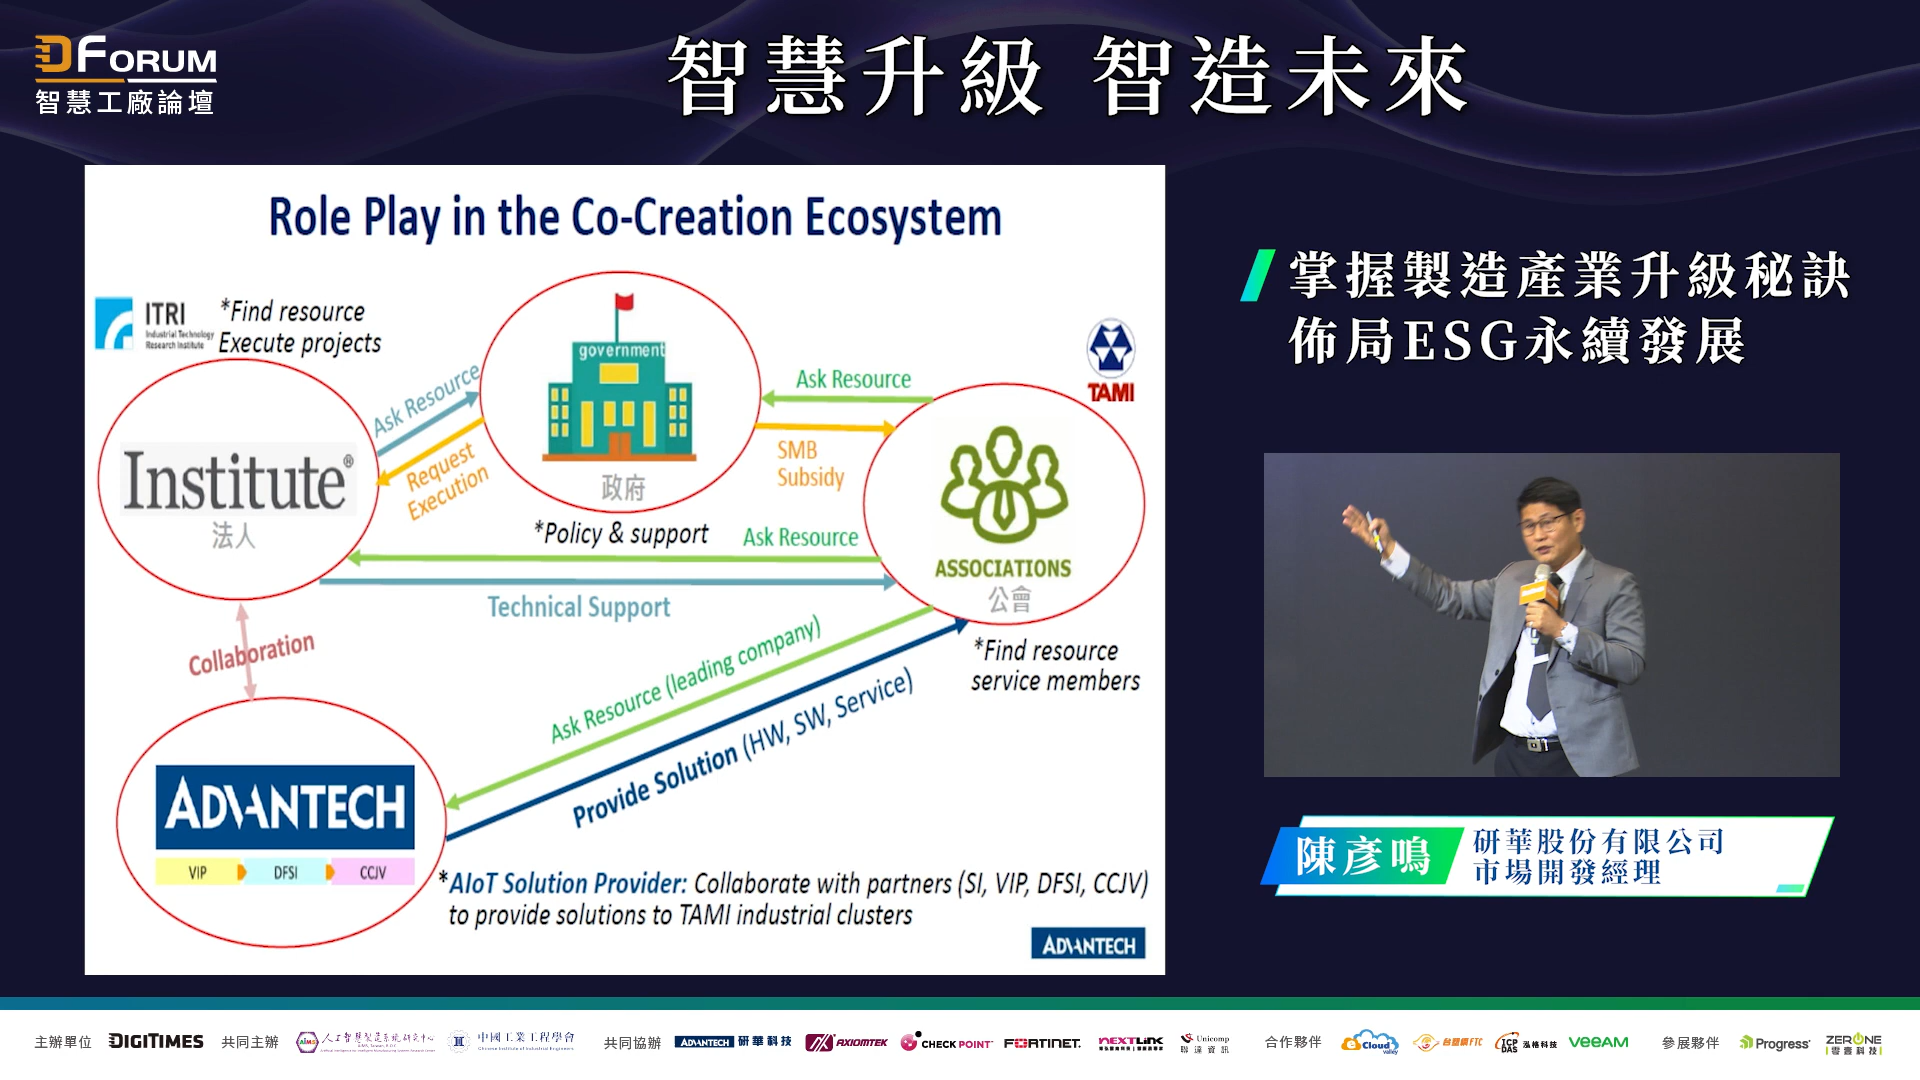 DFORUM
智慧工廠論壇
智慧升級 智造未來
Role Play in the Co-Creation Ecosystem
ITRI
Industrial Technology
Research Institute
*Find resource
Execute projects
government
政府
*Policy & support
Ask Resource
Request
Execution
Institute®
法人
Ask Resource
SMB
Subsidy
TAMI
ASSOCIATIONS
公會
*Find resource
service members
Ask Resource
Technical Support
Collaboration
Ask Resource (leading company)
Provide Solution (HW, SW, Service)
ADVANTECH
VIP DFSI CCJV
*AIoT Solution Provider: Collaborate with partners (SI, VIP, DFSI, CCJV)
to provide solutions to TAMI industrial clusters
ADVANTECH
掌握製造產業升級秘訣
佈局ESG永續發展
陳彥鳴
研華股份有限公司
市場開發經理
主辦單位 DIGITIMES 共同主辦 AIMS 人工智慧製造系統研究中心 中國工業工程學會 共同協辦 ADVANTECH 研華科技 AXIOMTEK CHECK POINT FORTINET NEXTLINK Unicomp 聯達資訊 合作夥伴 eCloud valley 台塑網FTC ICP DAS 泓格科技 veeAM 參展夥伴 Progress ZERONE 零壹科技